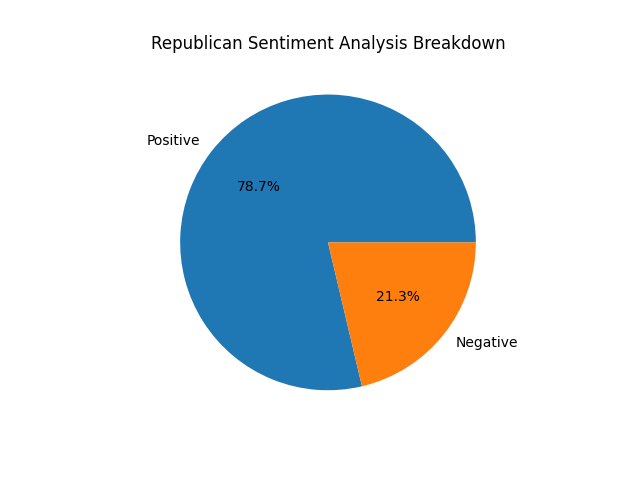 Republican Sentiment Analysis Breakdown
Positive
78.7%
21.3%
Negative